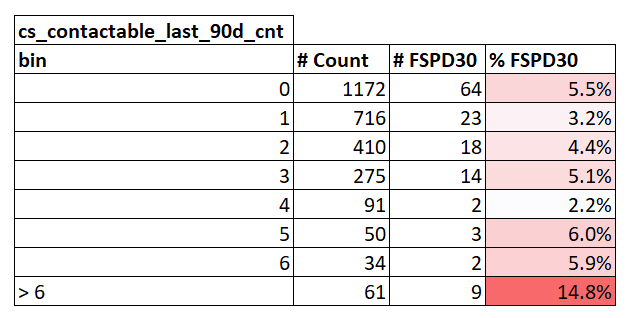 cs_contactable_last_90d_cnt
bin # Count # FSPD30 % FSPD30
0 1172 64 5.5%
1 716 23 3.2%
2 410 18 4.4%
3 275 14 5.1%
4 91 2 2.2%
5 50 3 6.0%
6 34 2 5.9%
> 6 61 9 14.8%